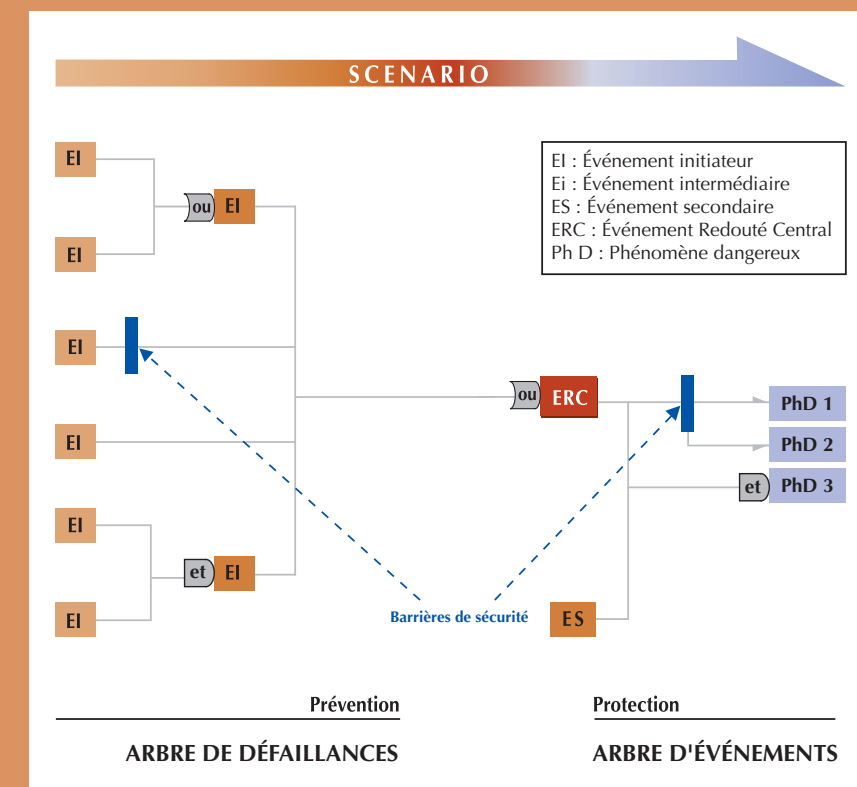 SCENARIO
EI
EI
ou EI
EI
EI
EI
EI
et EI
EI : Événement initiateur
Ei : Événement intermédiaire
ES : Événement secondaire
ERC : Événement Redouté Central
Ph D : Phénomène dangereux
ou ERC
PhD 1
PhD 2
et PhD 3
Barrières de sécurité
ES
Prévention
ARBRE DE DÉFAILLANCES
Protection
ARBRE D'ÉVÉNEMENTS